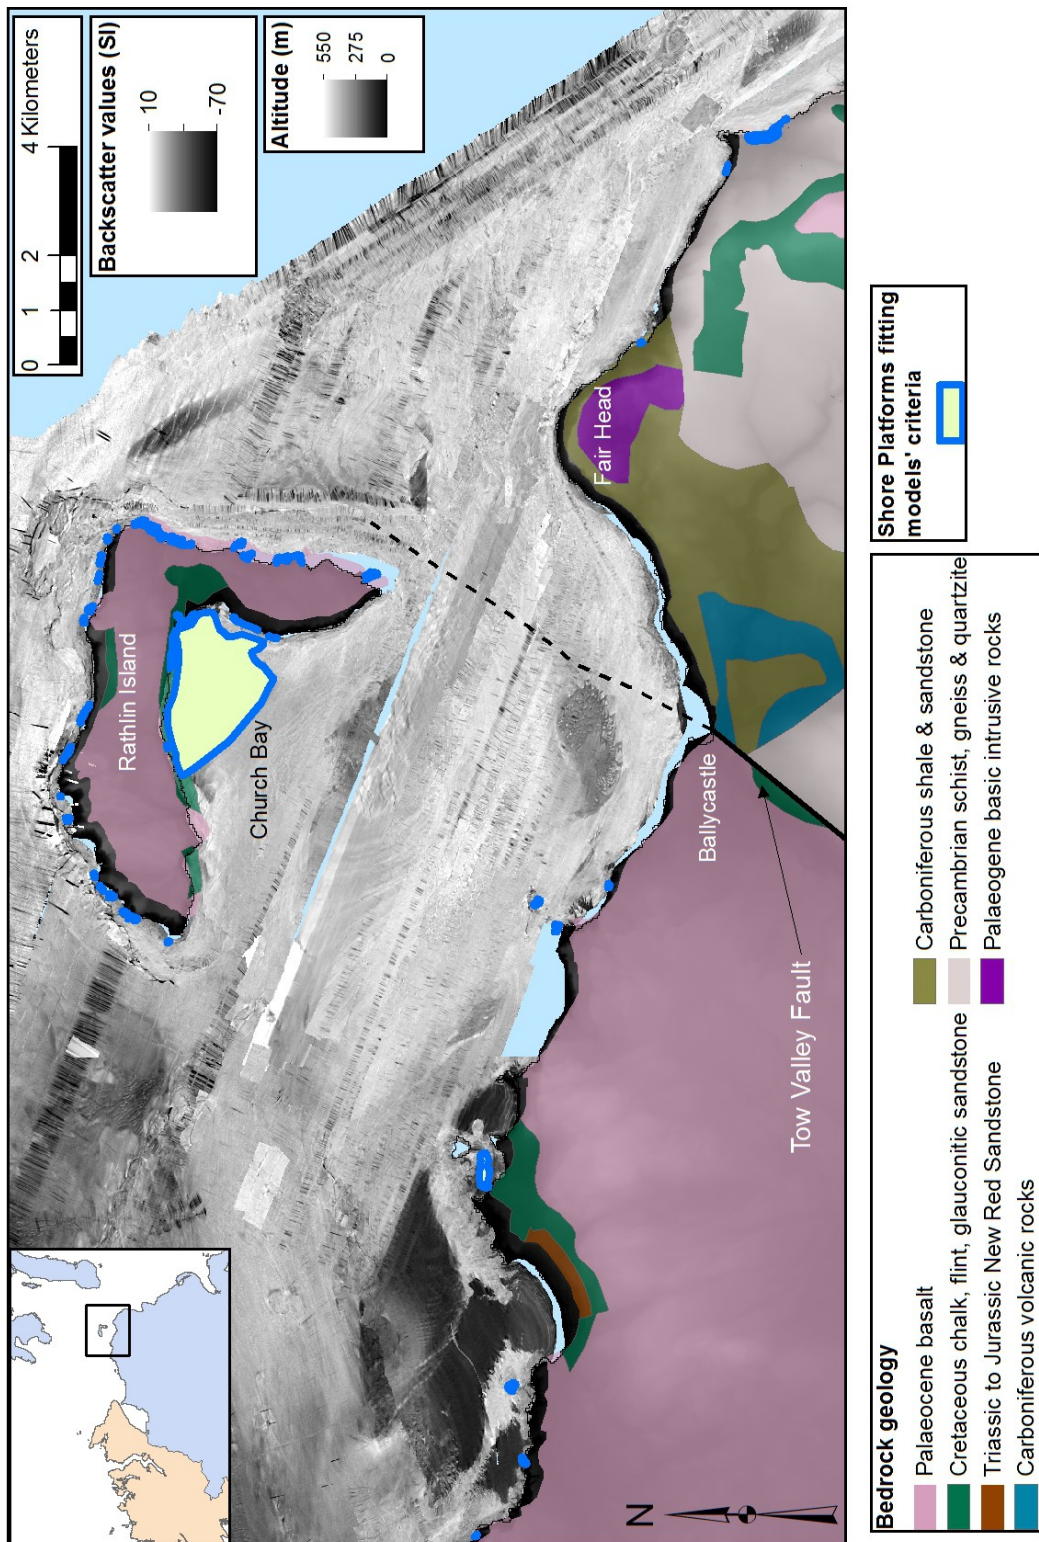 0 1 2 4 Kilometers
Backscatter values (SI)
10
-70
Altitude (m)
550
275
0
Rathlin Island
Church Bay
Fair Head
Ballycastle
Tow Valley Fault
N
Bedrock geology
Palaeocene basalt
Cretaceous chalk, flint, glauconitic sandstone
Triassic to Jurassic New Red Sandstone
Carboniferous volcanic rocks
Carboniferous shale & sandstone
Precambrian schist, gneiss & quartzite
Palaeogene basic intrusive rocks
Shore Platforms fitting
models' criteria